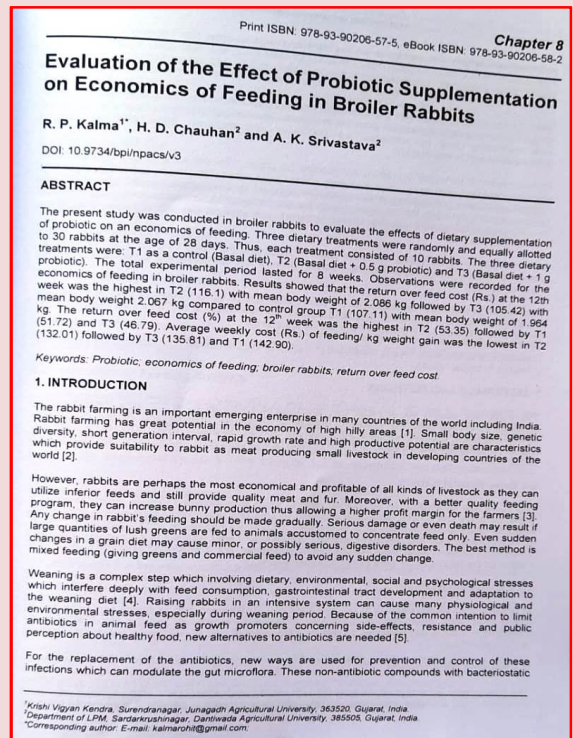 Print ISBN: 978-93-90206-57-5, eBook ISBN: 978-93-90206-58-2
Chapter 8
Evaluation of the Effect of Probiotic Supplementation
on Economics of Feeding in Broiler Rabbits
R. P. Kalma1*, H. D. Chauhan2 and A. K. Srivastava2
DOI: 10.9734/bpi/npacs/v3
ABSTRACT
The present study was conducted in broiler rabbits to evaluate the effects of dietary supplementation
of probiotic on an economics of feeding. Three dietary treatments were randomly and equally allotted
to 30 rabbits at the age of 28 days. Thus, each treatment consisted of 10 rabbits. The three dietary
treatments were: T1 as a control (Basal diet), T2 (Basal diet + 0.5 g probiotic) and T3 (Basal diet + 1 g
probiotic). The total experimental period lasted for 8 weeks. Observations were recorded for the
economics of feeding in broiler rabbits. Results showed that the return over feed cost (Rs.) at the 12th
week was the highest in T2 (116.1) with mean body weight of 2.086 kg followed by T3 (105.42) with
mean body weight 2.067 kg compared to control group T1 (107.11) with mean body weight of 1.964
kg. The return over feed cost (%) at the 12th week was the highest in T2 (53.35) followed by T1
(51.72) and T3 (46.79). Average weekly cost (Rs.) of feeding/ kg weight gain was the lowest in T2
(132.01) followed by T3 (135.81) and T1 (142.90).
Keywords: Probiotic; economics of feeding; broiler rabbits; return over feed cost.
1. INTRODUCTION
The rabbit farming is an important emerging enterprise in many countries of the world including India.
Rabbit farming has great potential in the economy of high hilly areas [1]. Small body size, genetic
diversity, short generation interval, rapid growth rate and high productive potential are characteristics
which provide suitability to rabbit as meat producing small livestock in developing countries of the
world [2].
However, rabbits are perhaps the most economical and profitable of all kinds of livestock as they can
utilize inferior feeds and still provide quality meat and fur. Moreover, with a better quality feeding
program, they can increase bunny production thus allowing a higher profit margin for the farmers [3].
Any change in rabbit's feeding should be made gradually. Serious damage or even death may result if
large quantities of lush greens are fed to animals accustomed to concentrate feed only. Even sudden
changes in a grain diet may cause minor, or possibly serious, digestive disorders. The best method is
mixed feeding (giving greens and commercial feed) to avoid any sudden change.
Weaning is a complex step which involving dietary, environmental, social and psychological stresses
which interfere deeply with feed consumption, gastrointestinal tract development and adaptation to
the weaning diet [4]. Raising rabbits in an intensive system can cause many physiological and
environmental stresses, especially during weaning period. Because of the common intention to limit
antibiotics in animal feed as growth promoters concerning side-effects, resistance and public
perception about healthy food, new alternatives to antibiotics are needed [5].
For the replacement of the antibiotics, new ways are used for prevention and control of these
infections which can modulate the gut microflora. These non-antibiotic compounds with bacteriostatic
1Krishi Vigyan Kendra, Surendranagar, Junagadh Agricultural University, 363520, Gujarat, India.
2Department of LPM, Sardarkrushinagar, Dantiwada Agricultural University, 385505, Gujarat, India.
*Corresponding author: E-mail: kalmarohit@gmail.com;